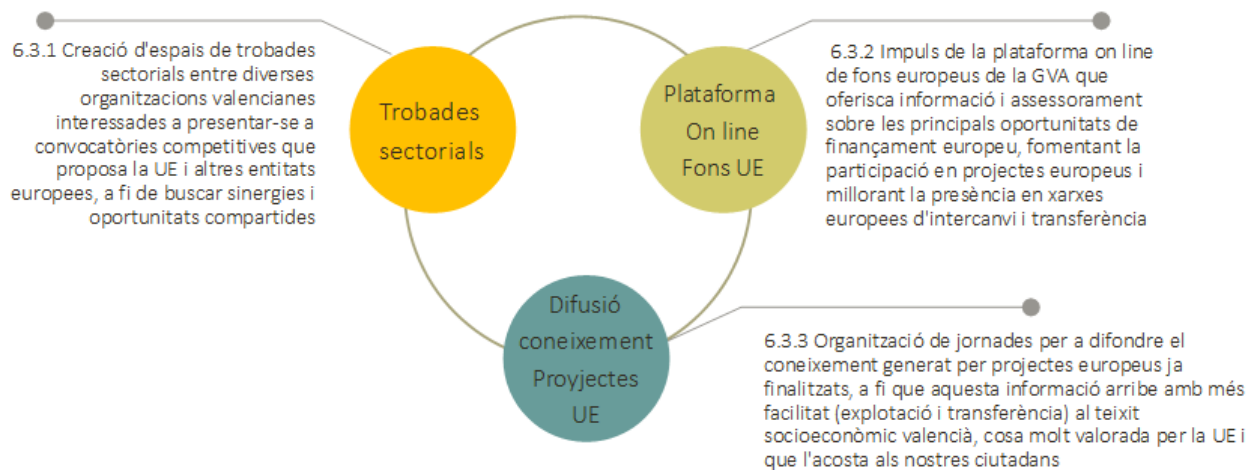 6.3.1 Creació d'espais de trobades
sectorials entre diverses
organitzacions valencianes
interessades a presentar-se a
convocatòries competitives que
proposa la UE i altres entitats
europees, a fi de buscar sinergies i
oportunitats compartides
Trobades
sectorials
Plataforma
On line
Fons UE
6.3.2 Impuls de la plataforma on line
de fons europeus de la GVA que
oferisca informació i assessorament
sobre les principals oportunitats de
finançament europeu, fomentant la
participació en projectes europeus i
millorant la presència en xarxes
europees d'intercanvi i transferència
Difusió
coneixement
Proyjectes
UE
6.3.3 Organització de jornades per a difondre el
coneixement generat per projectes europeus ja
finalitzats, a fi que aquesta informació arribe amb més
facilitat (explotació i transferència) al teixit
socioeconòmic valencià, cosa molt valorada per la UE i
que l'acosta als nostres ciutadans